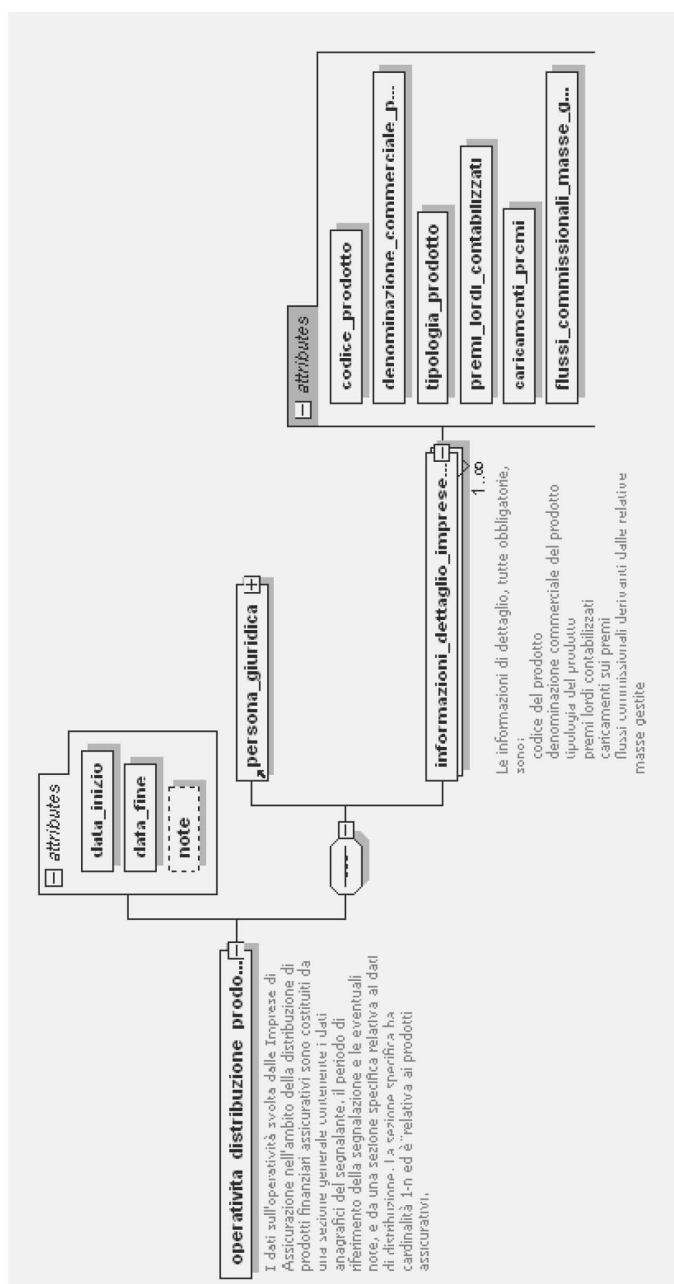 operativita_distribuzione_prodo...
I dati sull'operatività svolta dalle Imprese di
Assicurazione nell'ambito della distribuzione di
prodotti finanziari assicurativi sono costituiti da
una sezione generale contenente i dati
anagrafici del segnalante, il periodo di
riferimento della segnalazione e le eventuali
note, e da una sezione specifica relativa ai dati
di distribuzione. La sezione specifica ha
cardinalità 1-n ed è relativa ai prodotti
assicurativi.
attributes
data_inizio
data_fine
note
persona_giuridica
informazioni_dettaglio_imprese...
1..∞
Le informazioni di dettaglio, tutte obbligatorie,
sono:
codice del prodotto
denominazione commerciale del prodotto
tipologia del prodotto
premi lordi contabilizzati
caricamenti sui premi
flussi commissionali derivanti dalle relative
masse gestite
attributes
codice_prodotto
denominazione_commerciale_p...
tipologia_prodotto
premi_lordi_contabilizzati
caricamenti_premi
flussi_commissionali_masse_g...